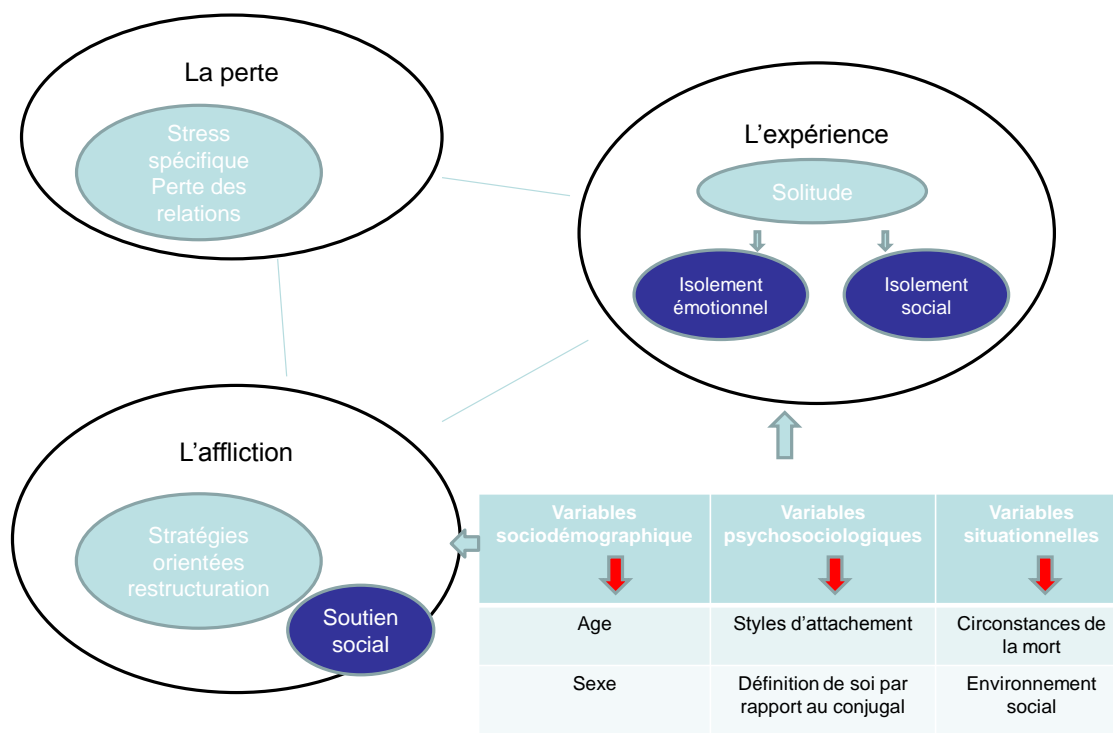 La perte
Stress
spécifique
Perte des
relations
L'expérience
Solitude
Isolement
émotionnel
Isolement
social
L'affliction
Stratégies
orientées
restructuration
Soutien
social
Variables
sociodémographique
Variables
psychosociologiques
Variables
situationnelles
Age
Styles d'attachement
Circonstances de
la mort
Sexe
Définition de soi par
rapport au conjugal
Environnement
social